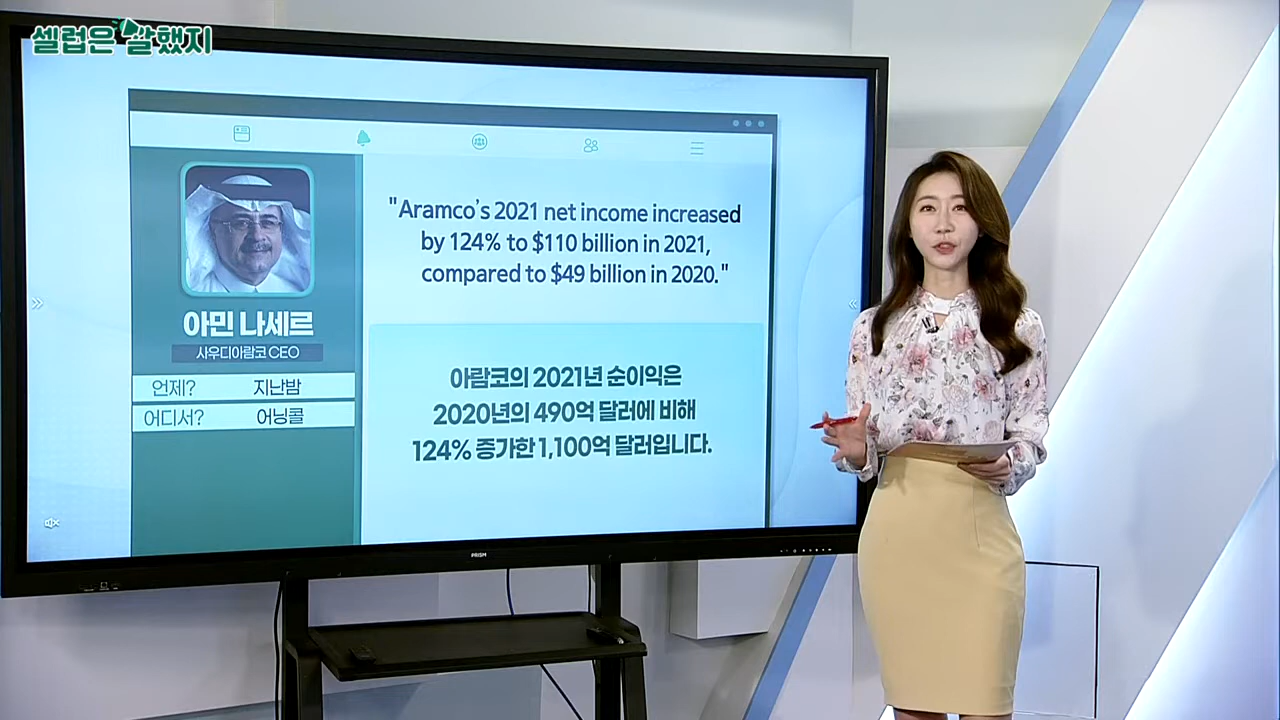 셀럽은 말했지
"Aramco's 2021 net income increased
by 124% to $110 billion in 2021,
compared to $49 billion in 2020."
아민 나세르
사우디아람코 CEO
언제? 지난밤
어디서? 어닝콜
아람코의 2021년 순이익은
2020년의 490억 달러에 비해
124% 증가한 1,100억 달러입니다.
PRISM